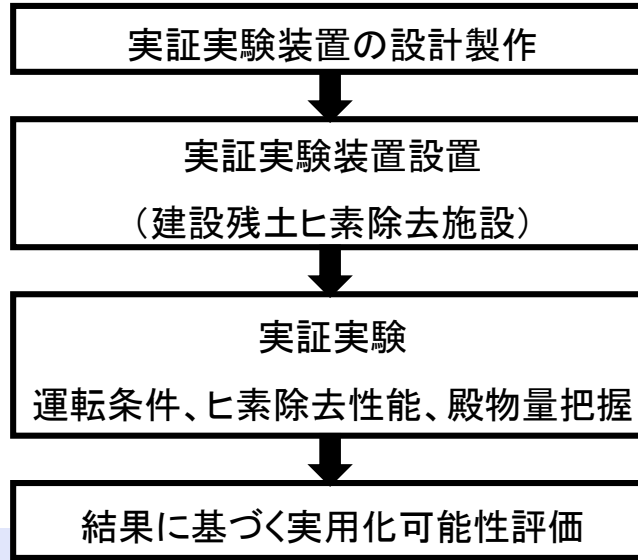 実証実験装置の設計製作
実証実験装置設置
（建設残土ヒ素除去施設）
実証実験
運転条件、ヒ素除去性能、殿物量把握
結果に基づく実用化可能性評価